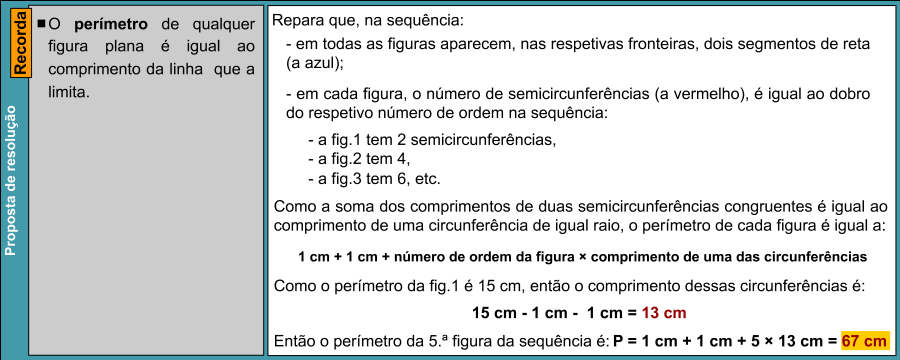 Proposta de resolução
Recorda
■O perímetro de qualquer
figura plana é igual ao
comprimento da linha que a
limita.
Repara que, na sequência:
- em todas as figuras aparecem, nas respetivas fronteiras, dois segmentos de reta
(a azul);
- em cada figura, o número de semicircunferências (a vermelho), é igual ao dobro
do respetivo número de ordem na sequência:
- a fig.1 tem 2 semicircunferências,
- a fig.2 tem 4,
- a fig.3 tem 6, etc.
Como a soma dos comprimentos de duas semicircunferências congruentes é igual ao
comprimento de uma circunferência de igual raio, o perímetro de cada figura é igual a:
1 cm + 1 cm + número de ordem da figura × comprimento de uma das circunferências
Como o perímetro da fig.1 é 15 cm, então o comprimento dessas circunferências é:
15 cm - 1 cm - 1 cm = 13 cm
Então o perímetro da 5.ª figura da sequência é: P = 1 cm + 1 cm + 5 × 13 cm = 67 cm